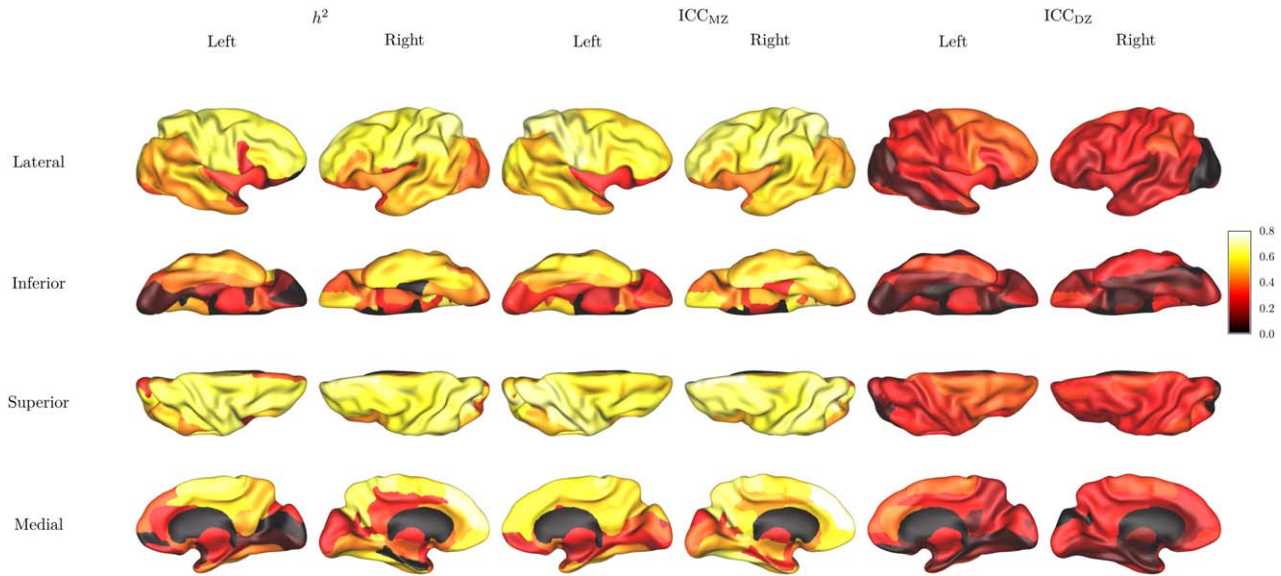 h² ICC_MZ ICC_DZ
Left Right Left Right Left Right
Lateral
Inferior
0.8
0.6
0.4
0.2
0.0
Superior
Medial